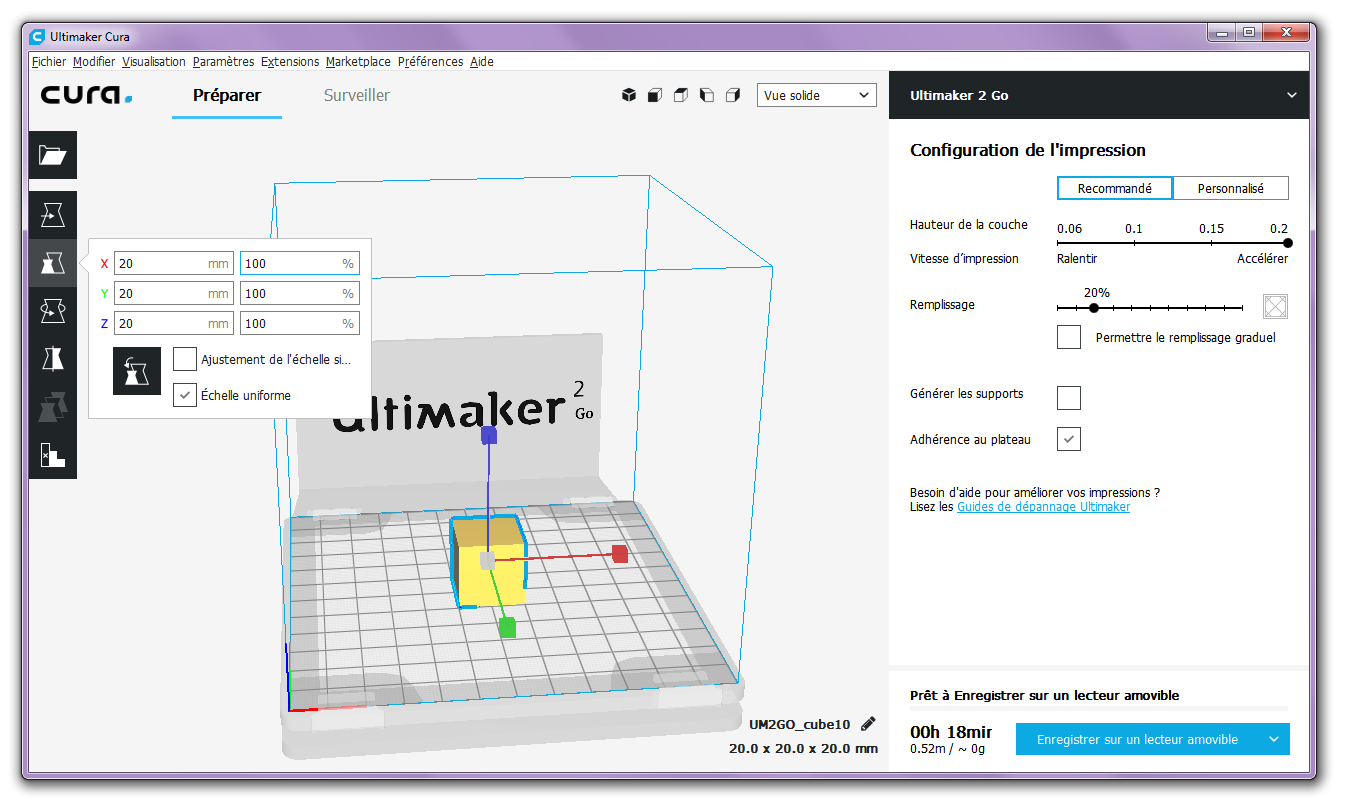 Ultimaker Cura
Fichier Modifier Visualisation Paramètres Extensions Marketplace Préférences Aide
cura.
Préparer Surveiller
Vue solide
Ultimaker 2 Go
Configuration de l'impression
Recommandé Personnalisé
Hauteur de la couche
0.06 0.1 0.15 0.2
Vitesse d’impression Ralentir Accélérer
Remplissage 20%
Permettre le remplissage graduel
Générer les supports
Adhérence au plateau
Besoin d'aide pour améliorer vos impressions ?
Lisez les Guides de dépannage Ultimaker
X 20 mm 100 %
Y 20 mm 100 %
Z 20 mm 100 %
Ajustement de l'échelle si...
Échelle uniforme
ultimaker 2
Go
UM2GO_cube10
20.0 x 20.0 x 20.0 mm
Prêt à Enregistrer sur un lecteur amovible
00h 18min
0.52m / ~ 0g
Enregistrer sur un lecteur amovible